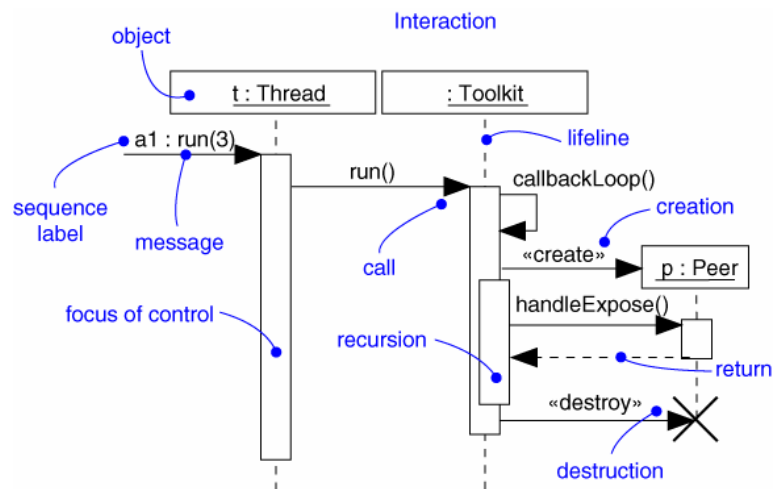 Interaction
object
t : Thread
: Toolkit
a1 : run(3)
lifeline
run()
callbackLoop()
sequence
label
message
call
creation
«create»
p : Peer
focus of control
handleExpose()
recursion
return
«destroy»
destruction